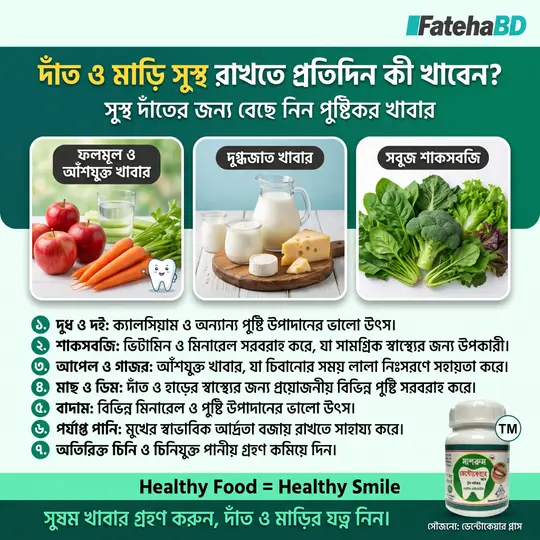 FatehaBD
দাঁত ও মাড়ি সুস্থ রাখতে প্রতিদিন কী খাবেন?
সুস্থ দাঁতের জন্য বেছে নিন পুষ্টিকর খাবার
ফলমূল ও
আঁশযুক্ত খাবার
দুগ্ধজাত খাবার
সবুজ শাকসবজি
১. দুধ ও দই: ক্যালসিয়াম ও অন্যান্য পুষ্টি উপাদানের ভালো উৎস।
২. শাকসবজি: ভিটামিন ও মিনারেল সরবরাহ করে, যা সামগ্রিক স্বাস্থ্যের জন্য উপকারী।
৩. আপেল ও গাজর: আঁশযুক্ত খাবার, যা চিবানোর সময় লালা নিঃসরণে সহায়তা করে।
৪. মাছ ও ডিম: দাঁত ও হাড়ের স্বাস্থ্যের জন্য প্রয়োজনীয় বিভিন্ন পুষ্টি সরবরাহ করে।
৫. বাদাম: বিভিন্ন মিনারেল ও পুষ্টি উপাদানের ভালো উৎস।
৬. পর্যাপ্ত পানি: মুখের স্বাভাবিক আর্দ্রতা বজায় রাখতে সাহায্য করে।
৭. অতিরিক্ত চিনি ও চিনিযুক্ত পানীয় গ্রহণ কমিয়ে দিন।
TM
মাশরুম
ডেন্টোকেয়ার
Healthy Food = Healthy Smile
সুষম খাবার গ্রহণ করুন, দাঁত ও মাড়ির যত্ন নিন।
সৌজন্যে: ডেন্টোকেয়ার প্লাস